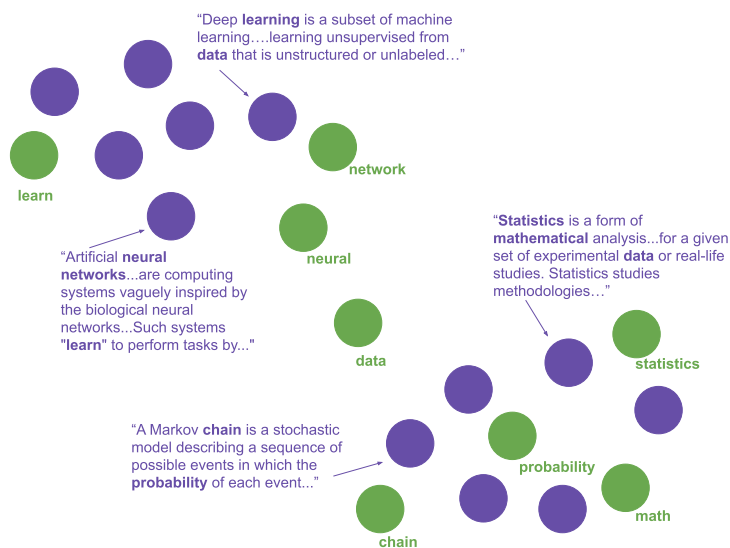 “Deep learning is a subset of machine
learning….learning unsupervised from
data that is unstructured or unlabeled…”
network
learn
neural
“Artificial neural
networks...are computing
systems vaguely inspired by
the biological neural
networks...Such systems
"learn" to perform tasks by..."
“Statistics is a form of
mathematical analysis...for a given
set of experimental data or real-life
studies. Statistics studies
methodologies…”
data
statistics
“A Markov chain is a stochastic
model describing a sequence of
possible events in which the
probability of each event...”
probability
math
chain